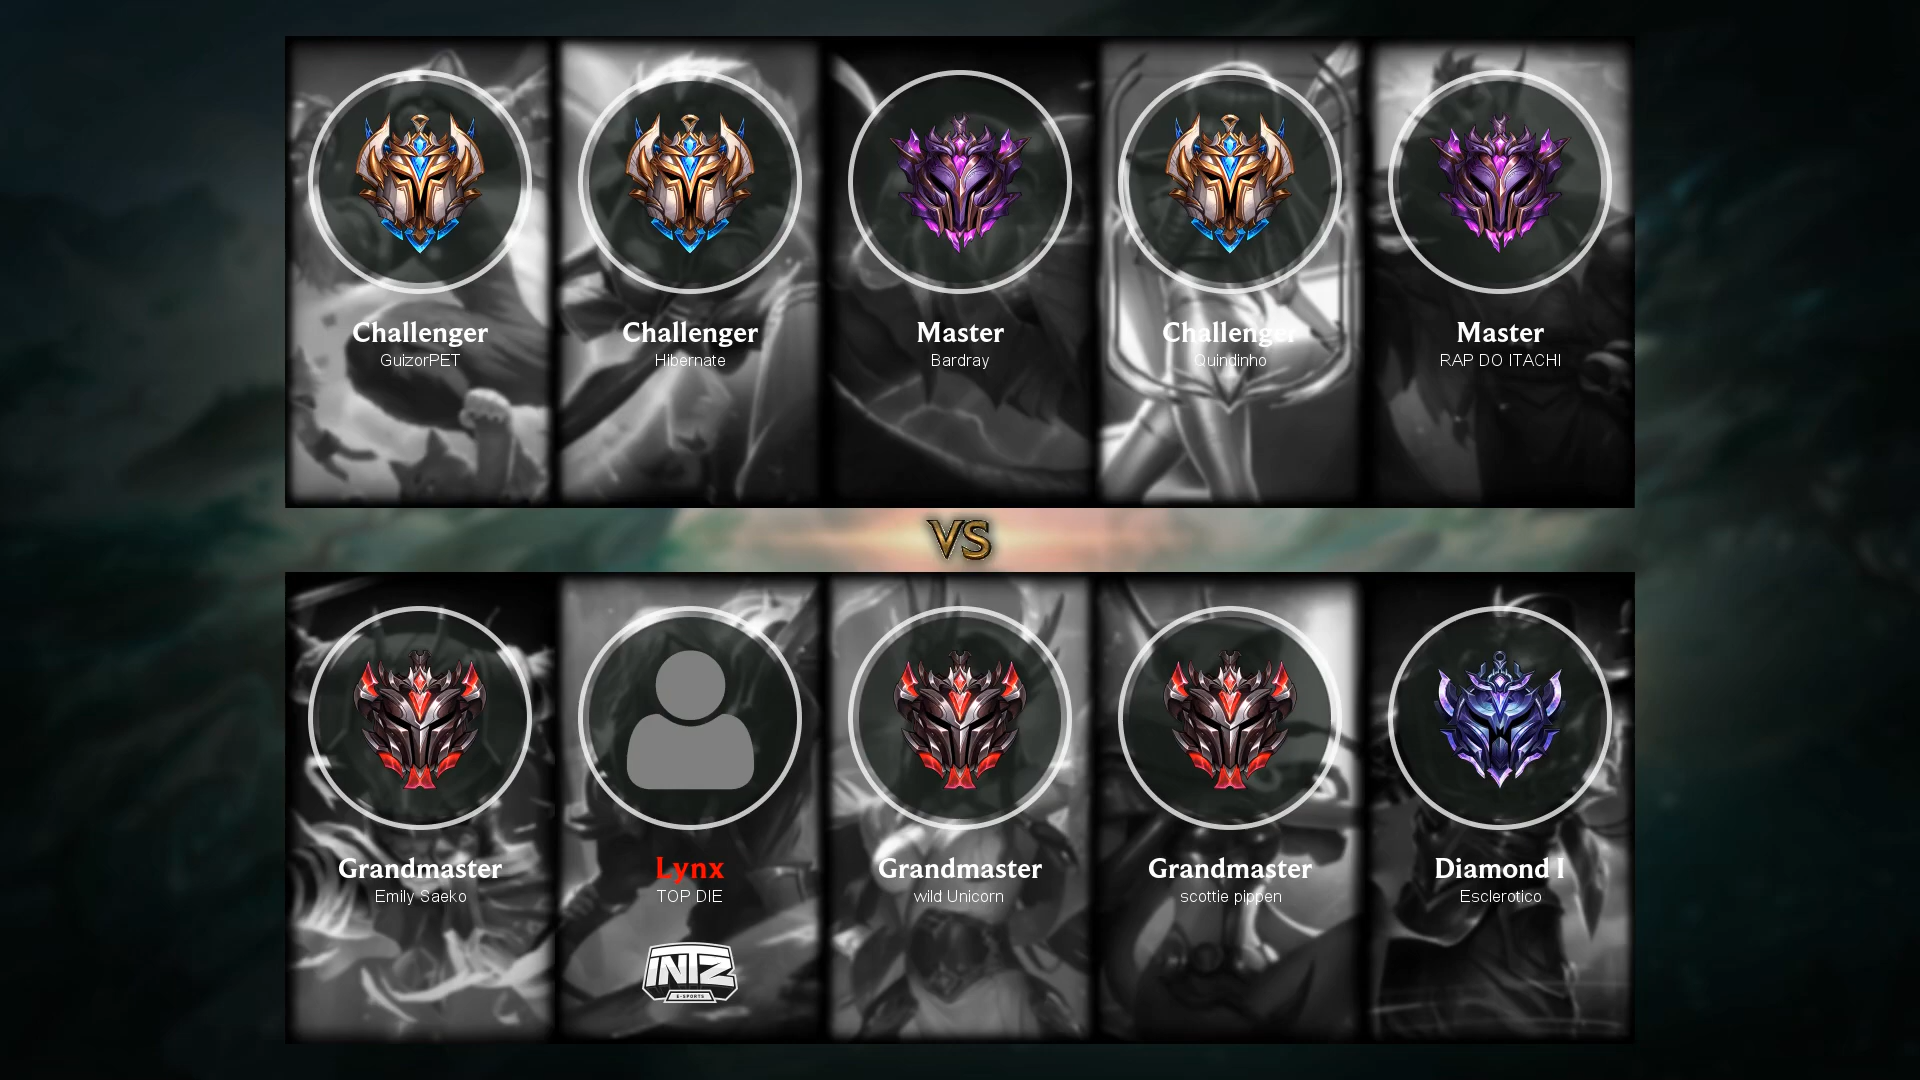 Challenger
GuizorPET
Challenger
Hibernate
Master
Bardray
Challenger
Quindinho
Master
RAP DO ITACHI
VS
Grandmaster
Emily Saeko
Lynx
TOP DIE
INTZ
E-SPORTS
Grandmaster
wild Unicorn
Grandmaster
scottie pippen
Diamond I
Esclerotico